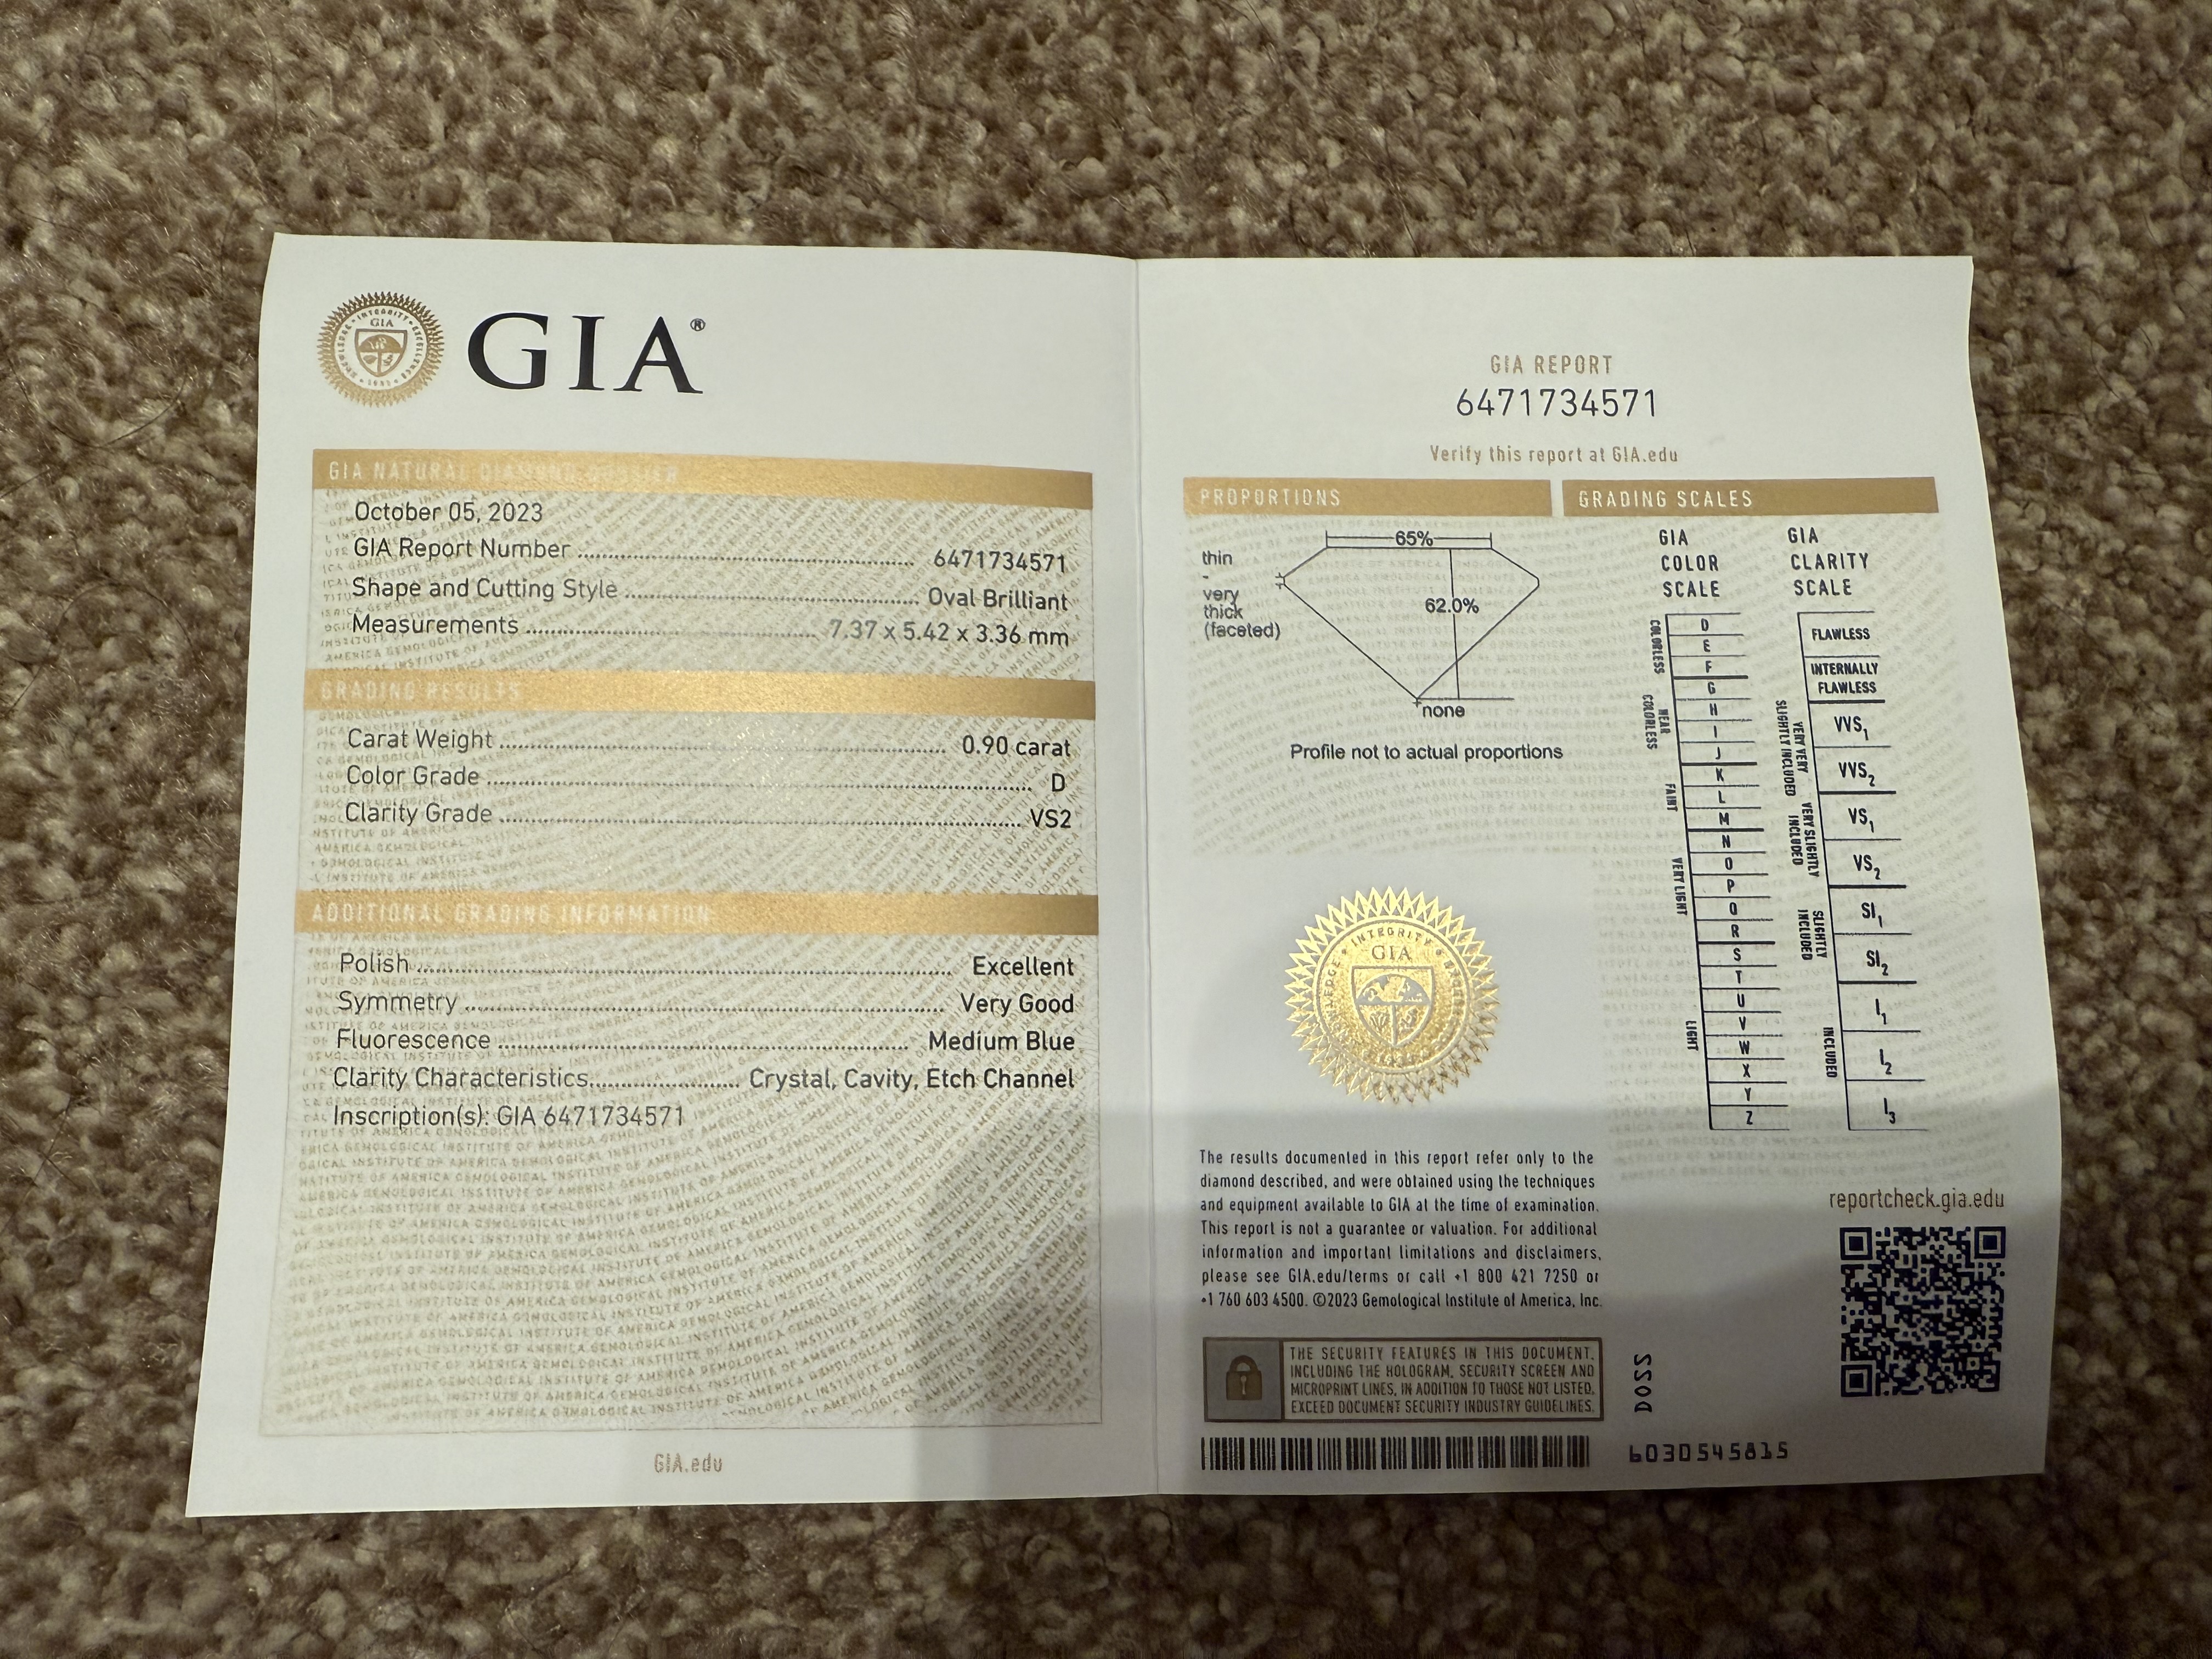 GIA®
GIA NATURAL DIAMOND DOSSIER
October 05, 2023
GIA Report Number ........ 6471734571
Shape and Cutting Style ........ Oval Brilliant
Measurements ........ 7.37 x 5.42 x 3.36 mm
GRADING RESULTS
Carat Weight ........ 0.90 carat
Color Grade ........ D
Clarity Grade ........ VS2
ADDITIONAL GRADING INFORMATION
Polish ........ Excellent
Symmetry ........ Very Good
Fluorescence ........ Medium Blue
Clarity Characteristics ........ Crystal, Cavity, Etch Channel
Inscription(s): GIA 6471734571
GIA.edu
GIA REPORT
6471734571
Verify this report at GIA.edu
PROPORTIONS
65%
thin
-
very
thick
(faceted)
62.0%
none
Profile not to actual proportions
INTEGRITY
GIA
GRADING SCALES
GIA
COLOR
SCALE
COLORLESS
D
E
F
NEAR COLORLESS
G
H
I
J
FAINT
K
L
M
VERY LIGHT
N
O
P
Q
R
LIGHT
S
T
U
V
W
X
Y
Z
GIA
CLARITY
SCALE
FLAWLESS
INTERNALLY
FLAWLESS
VERY VERY SLIGHTLY INCLUDED
VVS1
VVS2
VERY SLIGHTLY INCLUDED
VS1
VS2
SLIGHTLY INCLUDED
SI1
SI2
INCLUDED
I1
I2
I3
The results documented in this report refer only to the
diamond described, and were obtained using the techniques
and equipment available to GIA at the time of examination.
This report is not a guarantee or valuation. For additional
information and important limitations and disclaimers,
please see GIA.edu/terms or call +1 800 421 7250 or
+1 760 603 4500. ©2023 Gemological Institute of America, Inc.
THE SECURITY FEATURES IN THIS DOCUMENT,
INCLUDING THE HOLOGRAM, SECURITY SCREEN AND
MICROPRINT LINES, IN ADDITION TO THOSE NOT LISTED,
EXCEED DOCUMENT SECURITY INDUSTRY GUIDELINES.
reportcheck.gia.edu
D022
6030545815